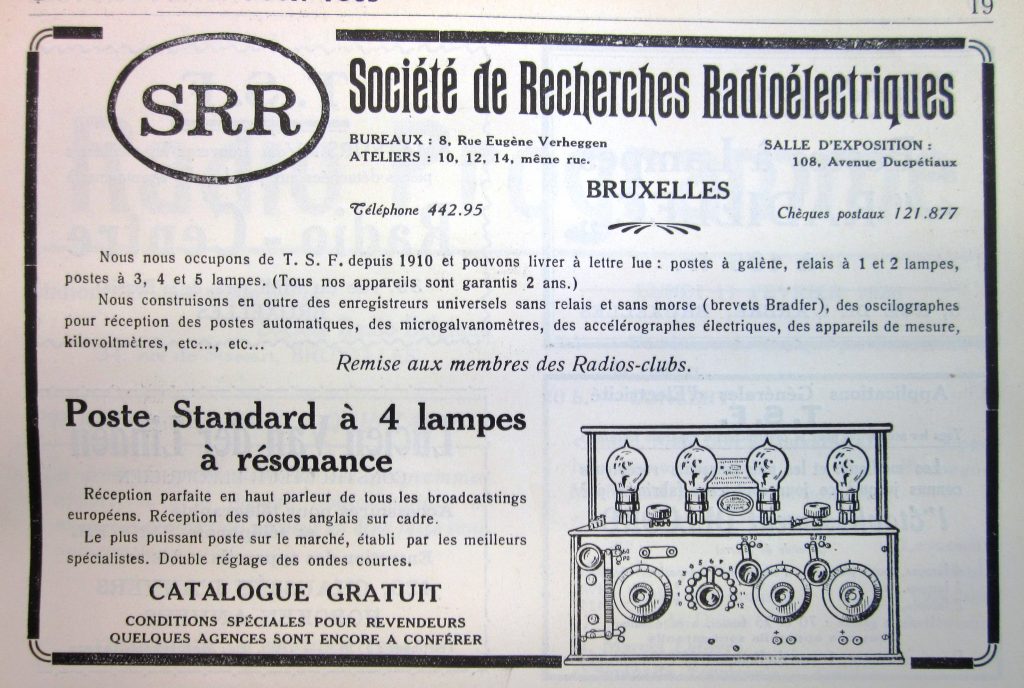 19
SRR
Société de Recherches Radioélectriques
BUREAUX : 8, Rue Eugène Verheggen
ATELIERS : 10, 12, 14, même rue.
SALLE D'EXPOSITION :
108, Avenue Ducpétiaux
BRUXELLES
Téléphone 442.95
Chèques postaux 121.877
Nous nous occupons de T. S. F. depuis 1910 et pouvons livrer à lettre lue : postes à galène, relais à 1 et 2 lampes,
postes à 3, 4 et 5 lampes. (Tous nos appareils sont garantis 2 ans.)
Nous construisons en outre des enregistreurs universels sans relais et sans morse (brevets Bradfer), des oscilographes
pour réception des postes automatiques, des microgalvanomètres, des accélérographes électriques, des appareils de mesure,
kilovoltmètres, etc..., etc...
Remise aux membres des Radios-clubs.
Poste Standard à 4 lampes
à résonance
Réception parfaite en haut parleur de tous les broadcatstings
européens. Réception des postes anglais sur cadre.
Le plus puissant poste sur le marché, établi par les meilleurs
spécialistes. Double réglage des ondes courtes.
CATALOGUE GRATUIT
CONDITIONS SPÉCIALES POUR REVENDEURS
QUELQUES AGENCES SONT ENCORE A CONFÉRER